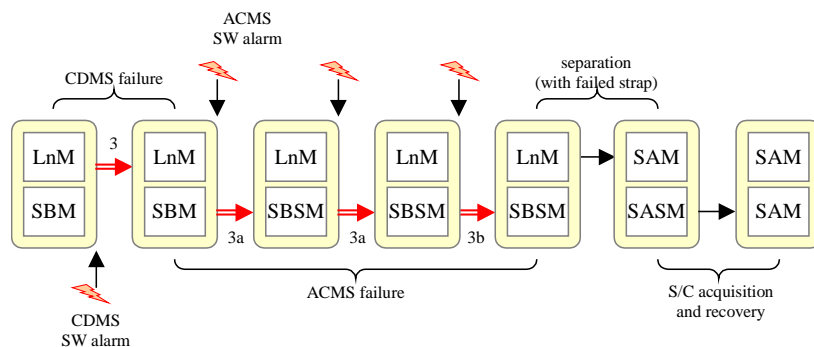 ACMS
SW alarm
separation
(with failed strap)
CDMS failure
LnM
LnM
LnM
LnM
LnM
SAM
SAM
3
SBM
SBM
SBSM
SBSM
SBSM
SASM
SAM
3a
3a
3b
ACMS failure
S/C acquisition
and recovery
CDMS
SW alarm